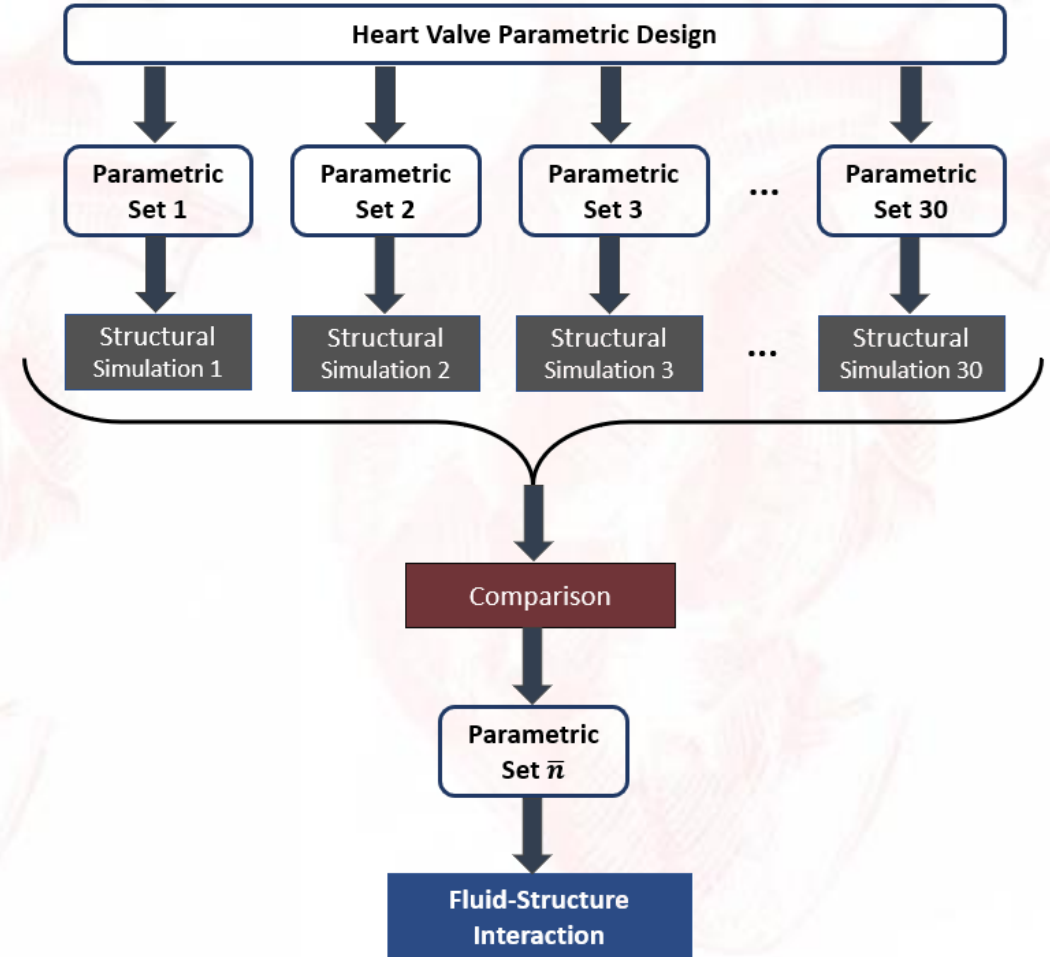 Heart Valve Parametric Design
Parametric
Set 1
Parametric
Set 2
Parametric
Set 3
...
Parametric
Set 30
Structural
Simulation 1
Structural
Simulation 2
Structural
Simulation 3
...
Structural
Simulation 30
Comparison
Parametric
Set n̅
Fluid-Structure
Interaction